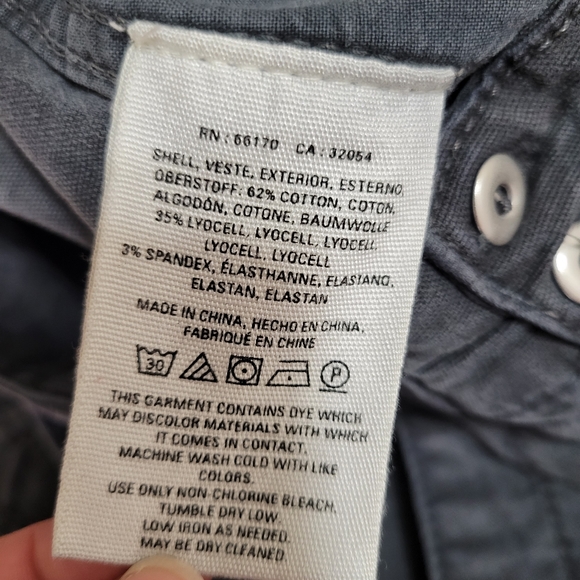 RN : 66170 CA : 32054
SHELL, VESTE, EXTERIOR, ESTERNO,
OBERSTOFF: 62% COTTON, COTON,
ALGODÓN, COTONE, BAUMWOLLE
35% LYOCELL, LYOCELL, LYOCELL
LYOCELL, LYOCELL
3% SPANDEX, ÉLASTHANNE, ELASTANO,
ELASTAN, ELASTAN
MADE IN CHINA, HECHO EN CHINA,
FABRIQUÉ EN CHINE
30 P
THIS GARMENT CONTAINS DYE WHICH
MAY DISCOLOR MATERIALS WITH WHICH
IT COMES IN CONTACT.
MACHINE WASH COLD WITH LIKE
COLORS.
USE ONLY NON-CHLORINE BLEACH.
TUMBLE DRY LOW.
LOW IRON AS NEEDED.
MAY BE DRY CLEANED